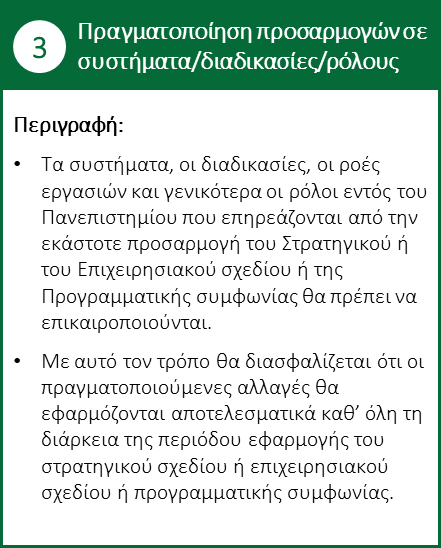 3
Πραγματοποίηση προσαρμογών σε
συστήματα/διαδικασίες/ρόλους
Περιγραφή:
• Τα συστήματα, οι διαδικασίες, οι ροές
εργασιών και γενικότερα οι ρόλοι εντός του
Πανεπιστημίου που επηρεάζονται από την
εκάστοτε προσαρμογή του Στρατηγικού ή
του Επιχειρησιακού σχεδίου ή της
Προγραμματικής συμφωνίας θα πρέπει να
επικαιροποιούνται.
• Με αυτό τον τρόπο θα διασφαλίζεται ότι οι
πραγματοποιούμενες αλλαγές θα
εφαρμόζονται αποτελεσματικά καθ’ όλη τη
διάρκεια της περιόδου εφαρμογής του
στρατηγικού σχεδίου ή επιχειρησιακού
σχεδίου ή προγραμματικής συμφωνίας.